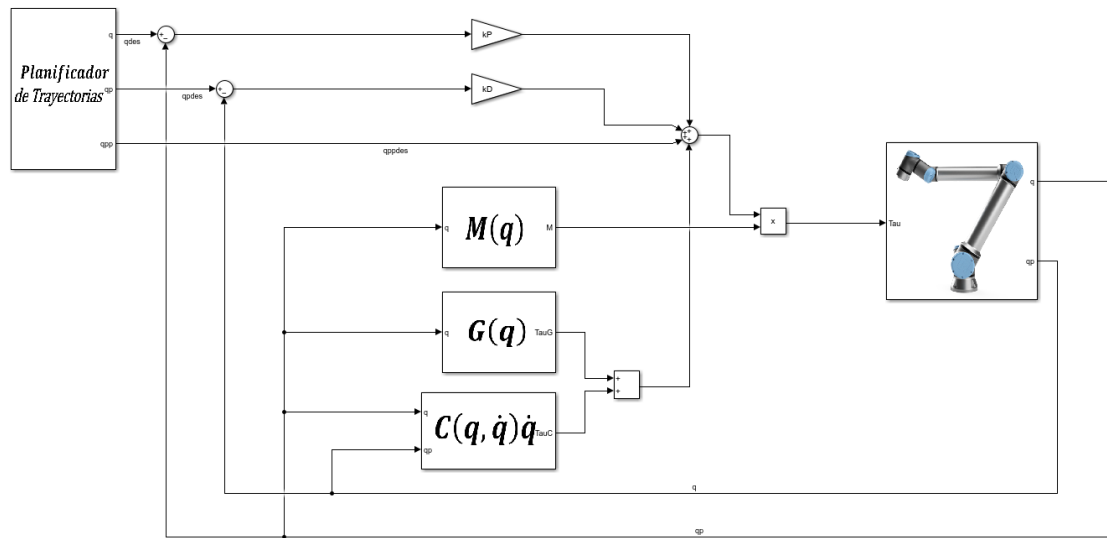 Planificador
de Trayectorias
q
qdes
qp
qpdes
qpp
qppdes
+
-
+
-
kP
kD
+
+
+
+
q
M(q)
M
x
Tau
q
qp
q
G(q)
TauG
+
+
q
qp
C(q, q̇)q̇
TauC
q
qp